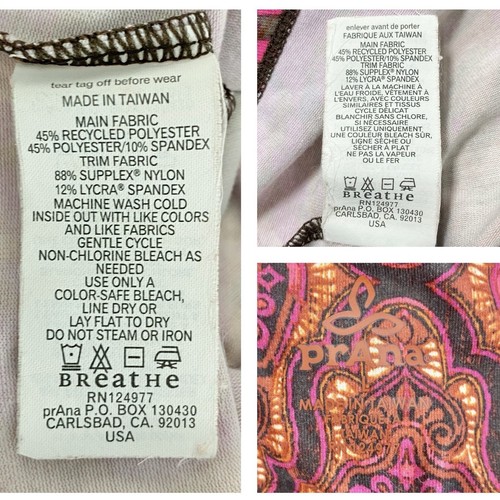 fear tag off before wear
MADE IN TAIWAN
MAIN FABRIC
45% RECYCLED POLYESTER
45% POLYESTER/10% SPANDEX
TRIM FABRIC
88% SUPPLEX® NYLON
12% LYCRA® SPANDEX
MACHINE WASH COLD
INSIDE OUT WITH LIKE COLORS
AND LIKE FABRICS
GENTLE CYCLE
NON-CHLORINE BLEACH AS
NEEDED
USE ONLY A
COLOR-SAFE BLEACH,
LINE DRY OR
LAY FLAT TO DRY
DO NOT STEAM OR IRON
BREATHE
RN124977
prAna P.O. BOX 130430
CARLSBAD, CA. 92013
USA
enlever avant de porter
FABRIQUE AUX TAIWAN
MAIN FABRIC
45% RECYCLED POLYESTER
45% POLYESTER/10% SPANDEX
TRIM FABRIC
88% SUPPLEX® NYLON
12% LYCRA® SPANDEX
LAVER À LA MACHINE À
L'EAU FROIDE, VÊTEMENT À
L'ENVERS, AVEC COULEURS
SIMILAIRES ET TISSUS
CYCLE DÉLICAT
BLANCHIR SANS CHLORE,
SI NÉCESSAIRE
UTILISEZ UNIQUEMENT
UNE COULEUR BLEACH SÛR,
LIGNE SÈCHE OU
SÉCHER À PLAT
NE PAS LA VAPEUR
OU LE FER
BREATHE
RN124977
prAna P.O. BOX 130430
CARLSBAD, CA. 92013
USA
prAna
MADE IN TAIWAN